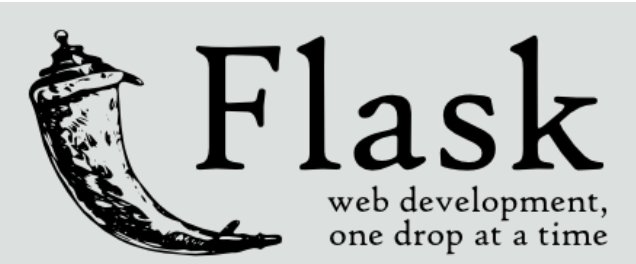 Flask
web development,
one drop at a time